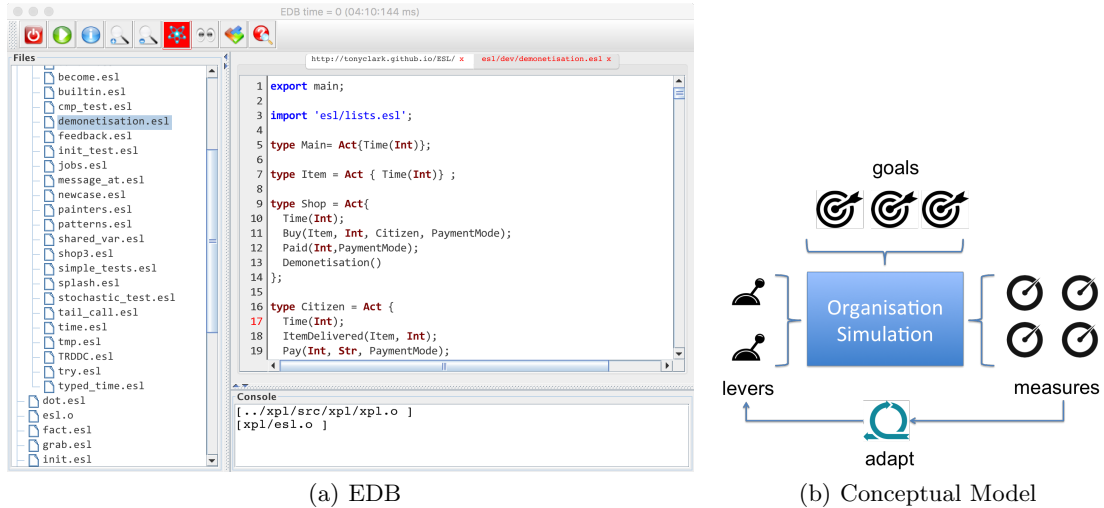 EDB time = 0 (04:10:144 ms)
Files
become.esl
builtin.esl
cmp_test.esl
demonetisation.esl
feedback.esl
init_test.esl
jobs.esl
message_at.esl
newcase.esl
painters.esl
patterns.esl
shared_var.esl
shop3.esl
simple_tests.esl
splash.esl
stochastic_test.esl
tail_call.esl
time.esl
tmp.esl
TRDDC.esl
try.esl
typed_time.esl
dot.esl
esl.o
fact.esl
grab.esl
init.esl
http://tonyclark.github.io/ESL/ x esl/dev/demonetisation.esl x
1 export main;
2
3 import 'esl/lists.esl';
4
5 type Main= Act{Time(Int)};
6
7 type Item = Act { Time(Int)} ;
8
9 type Shop = Act{
10 Time(Int);
11 Buy(Item, Int, Citizen, PaymentMode);
12 Paid(Int,PaymentMode);
13 Demonetisation()
14 };
15
16 type Citizen = Act {
17 Time(Int);
18 ItemDelivered(Item, Int);
19 Pay(Int, Str, PaymentMode);
Console
[../xpl/src/xpl/xpl.o ]
[xpl/esl.o ]
(a) EDB
goals
Organisation
Simulation
levers
measures
adapt
(b) Conceptual Model